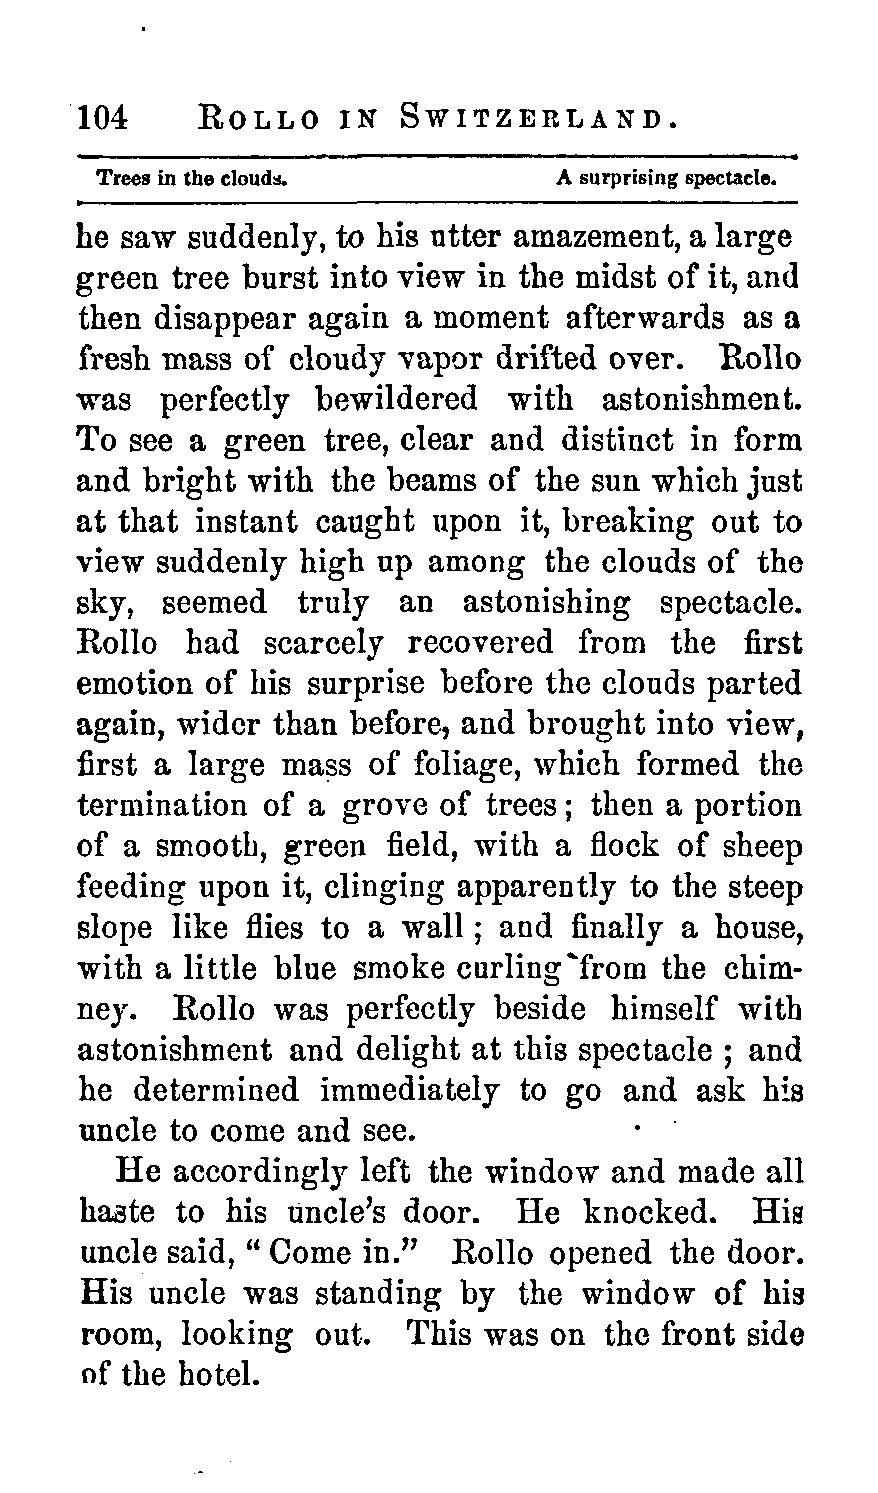 104 ROLLO IN SWITZERLAND.
Trees in the clouds. A surprising spectacle.
he saw suddenly, to his utter amazement, a large
green tree burst into view in the midst of it, and
then disappear again a moment afterwards as a
fresh mass of cloudy vapor drifted over. Rollo
was perfectly bewildered with astonishment.
To see a green tree, clear and distinct in form
and bright with the beams of the sun which just
at that instant caught upon it, breaking out to
view suddenly high up among the clouds of the
sky, seemed truly an astonishing spectacle.
Rollo had scarcely recovered from the first
emotion of his surprise before the clouds parted
again, wider than before, and brought into view,
first a large mass of foliage, which formed the
termination of a grove of trees; then a portion
of a smooth, green field, with a flock of sheep
feeding upon it, clinging apparently to the steep
slope like flies to a wall; and finally a house,
with a little blue smoke curling from the chim-
ney. Rollo was perfectly beside himself with
astonishment and delight at this spectacle; and
he determined immediately to go and ask his
uncle to come and see.
He accordingly left the window and made all
haste to his uncle's door. He knocked. His
uncle said, "Come in." Rollo opened the door.
His uncle was standing by the window of his
room, looking out. This was on the front side
of the hotel.